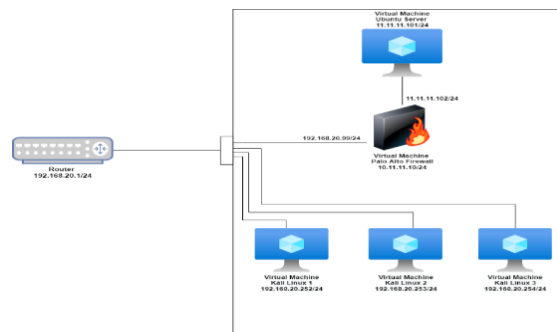 Virtual Machine
Ubuntu Server
11.11.11.101/24
11.11.11.102/24
192.168.20.99/24
Virtual Machine
Palo Alto Firewall
10.11.11.10/24
Router
192.168.20.1/24
Virtual Machine
Kali Linux 1
192.168.20.252/24
Virtual Machine
Kali Linux 2
192.168.20.253/24
Virtual Machine
Kali Linux 3
192.168.20.254/24